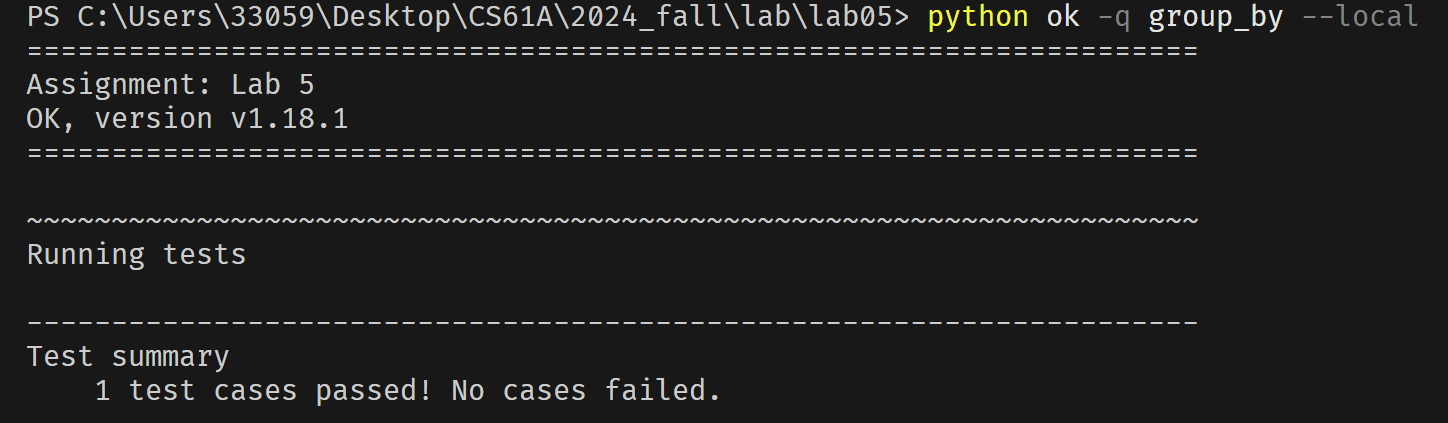 PS C:\Users\33059\Desktop\CS61A\2024_fall\lab\lab05> python ok -q group_by --local
=====================================================================
Assignment: Lab 5
OK, version v1.18.1
=====================================================================
~~~~~~~~~~~~~~~~~~~~~~~~~~~~~~~~~~~~~~~~~~~~~~~~~~~~~~~~~~~~~~~~~~~~~
Running tests
---------------------------------------------------------------------
Test summary
    1 test cases passed! No cases failed.